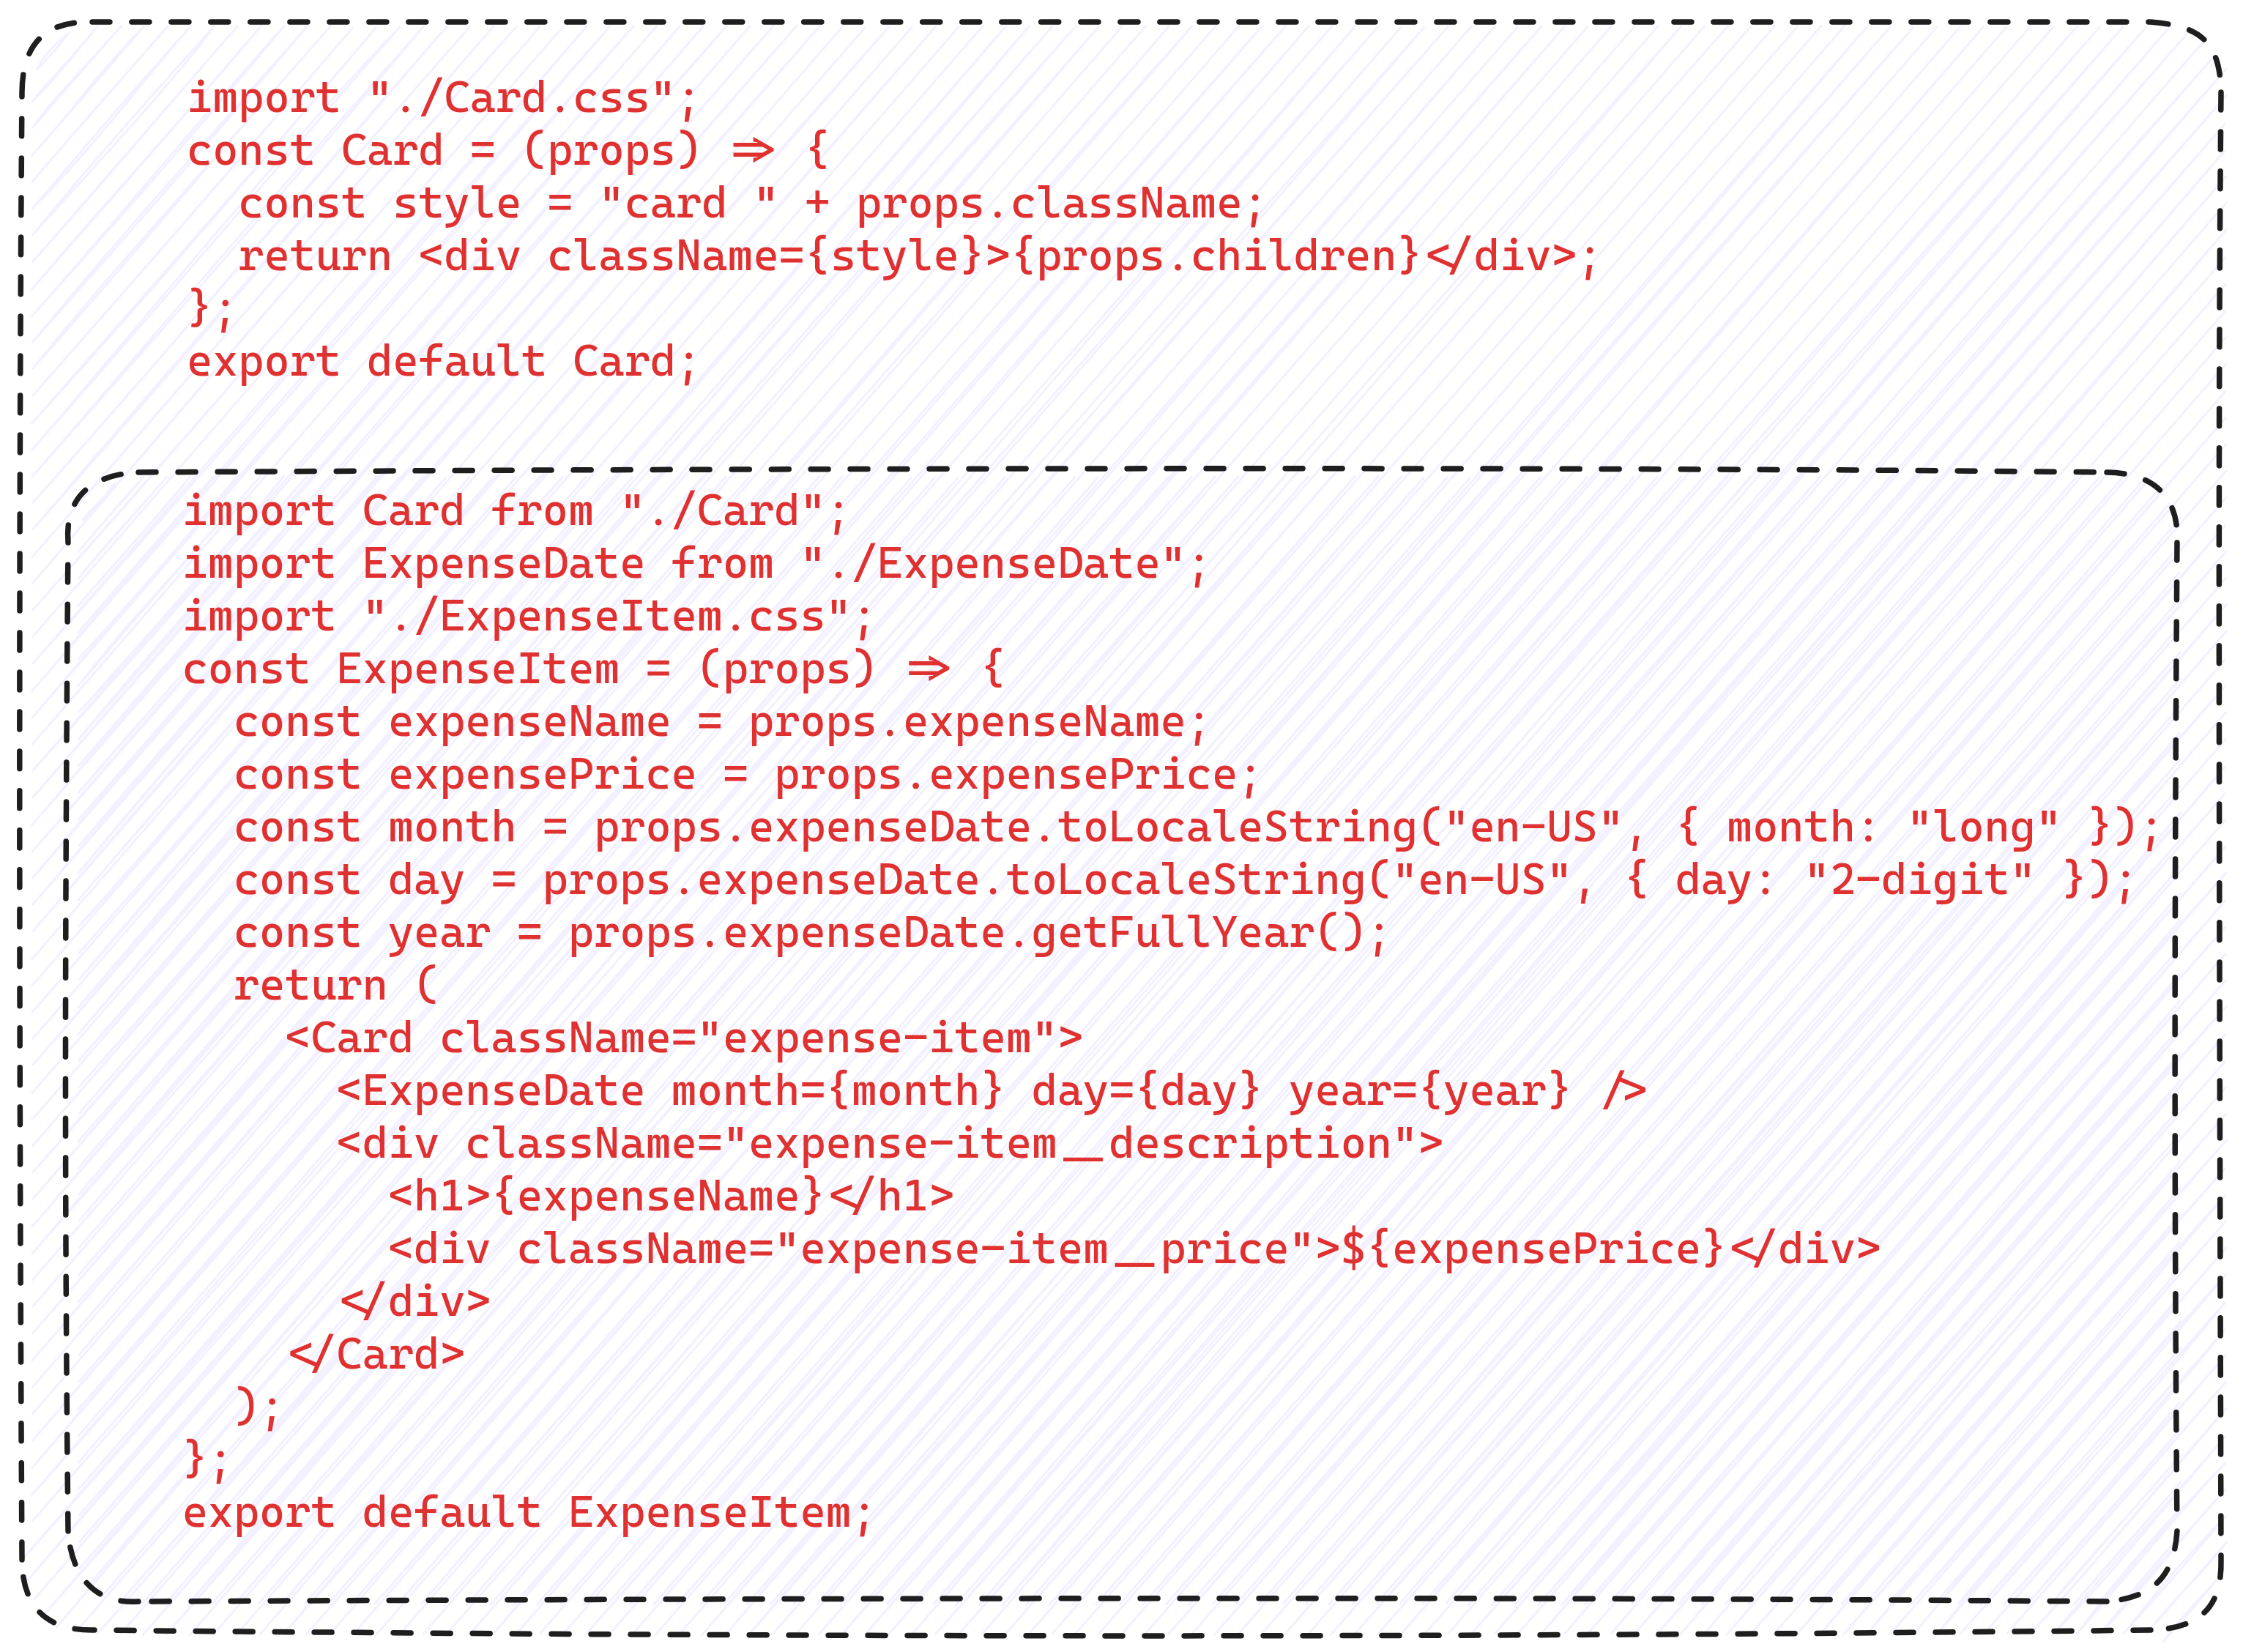 import "./Card.css";
const Card = (props) => {
  const style = "card " + props.className;
  return <div className={style}>{props.children}</div>;
};
export default Card;
import Card from "./Card";
import ExpenseDate from "./ExpenseDate";
import "./ExpenseItem.css";
const ExpenseItem = (props) => {
  const expenseName = props.expenseName;
  const expensePrice = props.expensePrice;
  const month = props.expenseDate.toLocaleString("en-US", { month: "long" });
  const day = props.expenseDate.toLocaleString("en-US", { day: "2-digit" });
  const year = props.expenseDate.getFullYear();
  return (
    <Card className="expense-item">
      <ExpenseDate month={month} day={day} year={year} />
      <div className="expense-item__description">
        <h1>{expenseName}</h1>
        <div className="expense-item__price">${expensePrice}</div>
      </div>
    </Card>
  );
};
export default ExpenseItem;